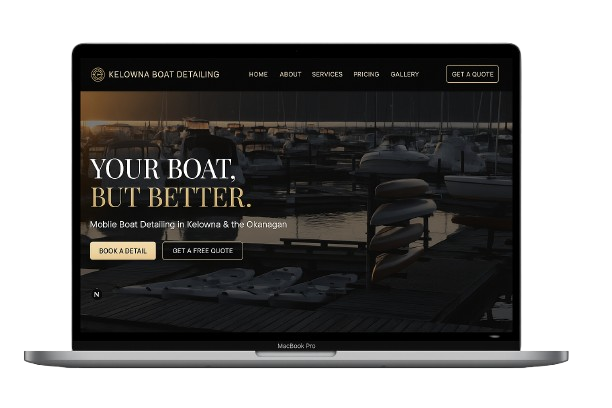 KELOWNA BOAT DETAILING
HOME ABOUT SERVICES PRICING GALLERY
GET A QUOTE
YOUR BOAT,
BUT BETTER.
Mobile Boat Detailing in Kelowna & the Okanagan
BOOK A DETAIL
GET A FREE QUOTE
N
MacBook Pro